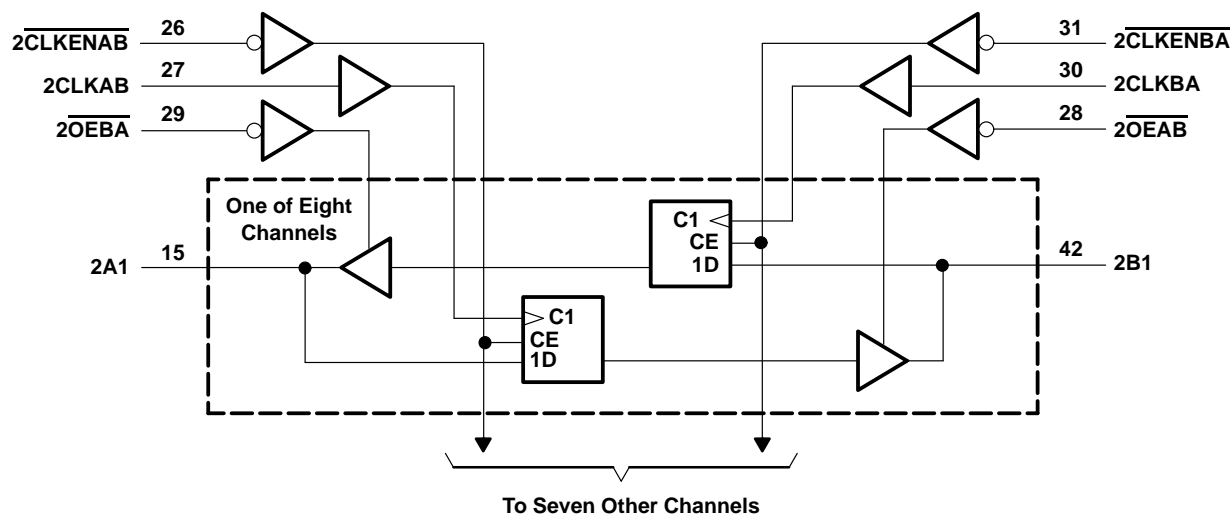 2CLKENAB 26
2CLKAB 27
2OEBA 29
31 2CLKENBA
30 2CLKBA
28 2OEAB
One of Eight
Channels
2A1 15
C1
CE
1D
42 2B1
C1
CE
1D
To Seven Other Channels